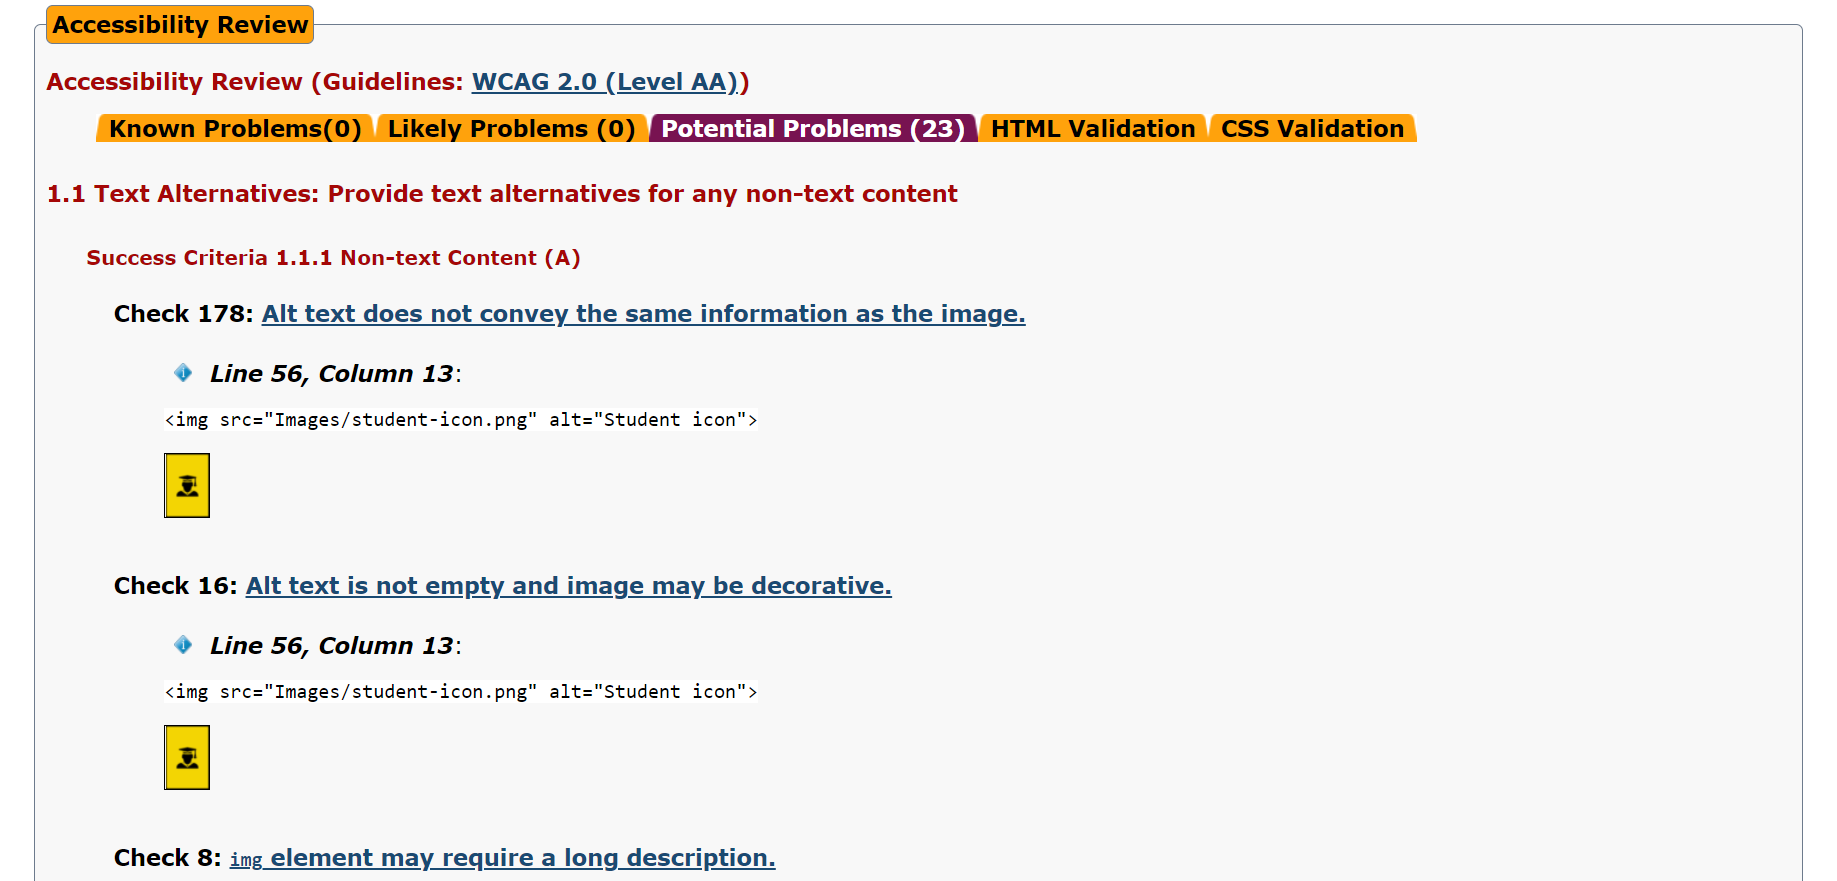 Accessibility Review
Accessibility Review (Guidelines: WCAG 2.0 (Level AA))
Known Problems(0) Likely Problems (0) Potential Problems (23) HTML Validation CSS Validation
1.1 Text Alternatives: Provide text alternatives for any non-text content
Success Criteria 1.1.1 Non-text Content (A)
Check 178: Alt text does not convey the same information as the image.
Line 56, Column 13:
<img src="Images/student-icon.png" alt="Student icon">
Check 16: Alt text is not empty and image may be decorative.
Line 56, Column 13:
<img src="Images/student-icon.png" alt="Student icon">
Check 8: img element may require a long description.